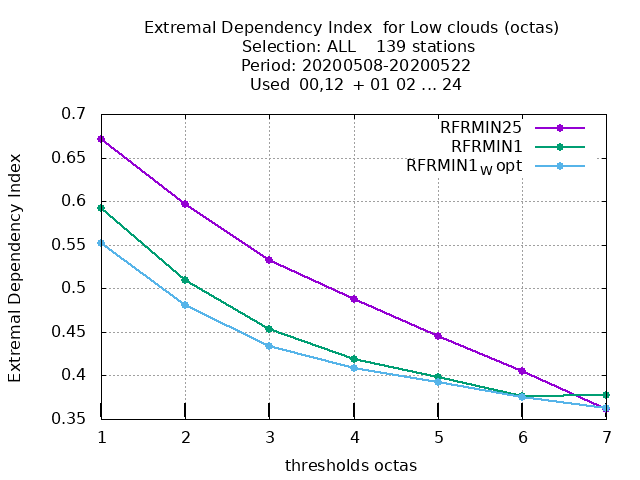 Extremal Dependency Index  for Low clouds (octas)
Selection: ALL    139 stations
Period: 20200508-20200522
Used  00,12  + 01 02 ... 24
RFRMIN25
RFRMIN1
RFRMIN1W opt
Extremal Dependency Index
0.7
0.65
0.6
0.55
0.5
0.45
0.4
0.35
1 2 3 4 5 6 7
thresholds octas